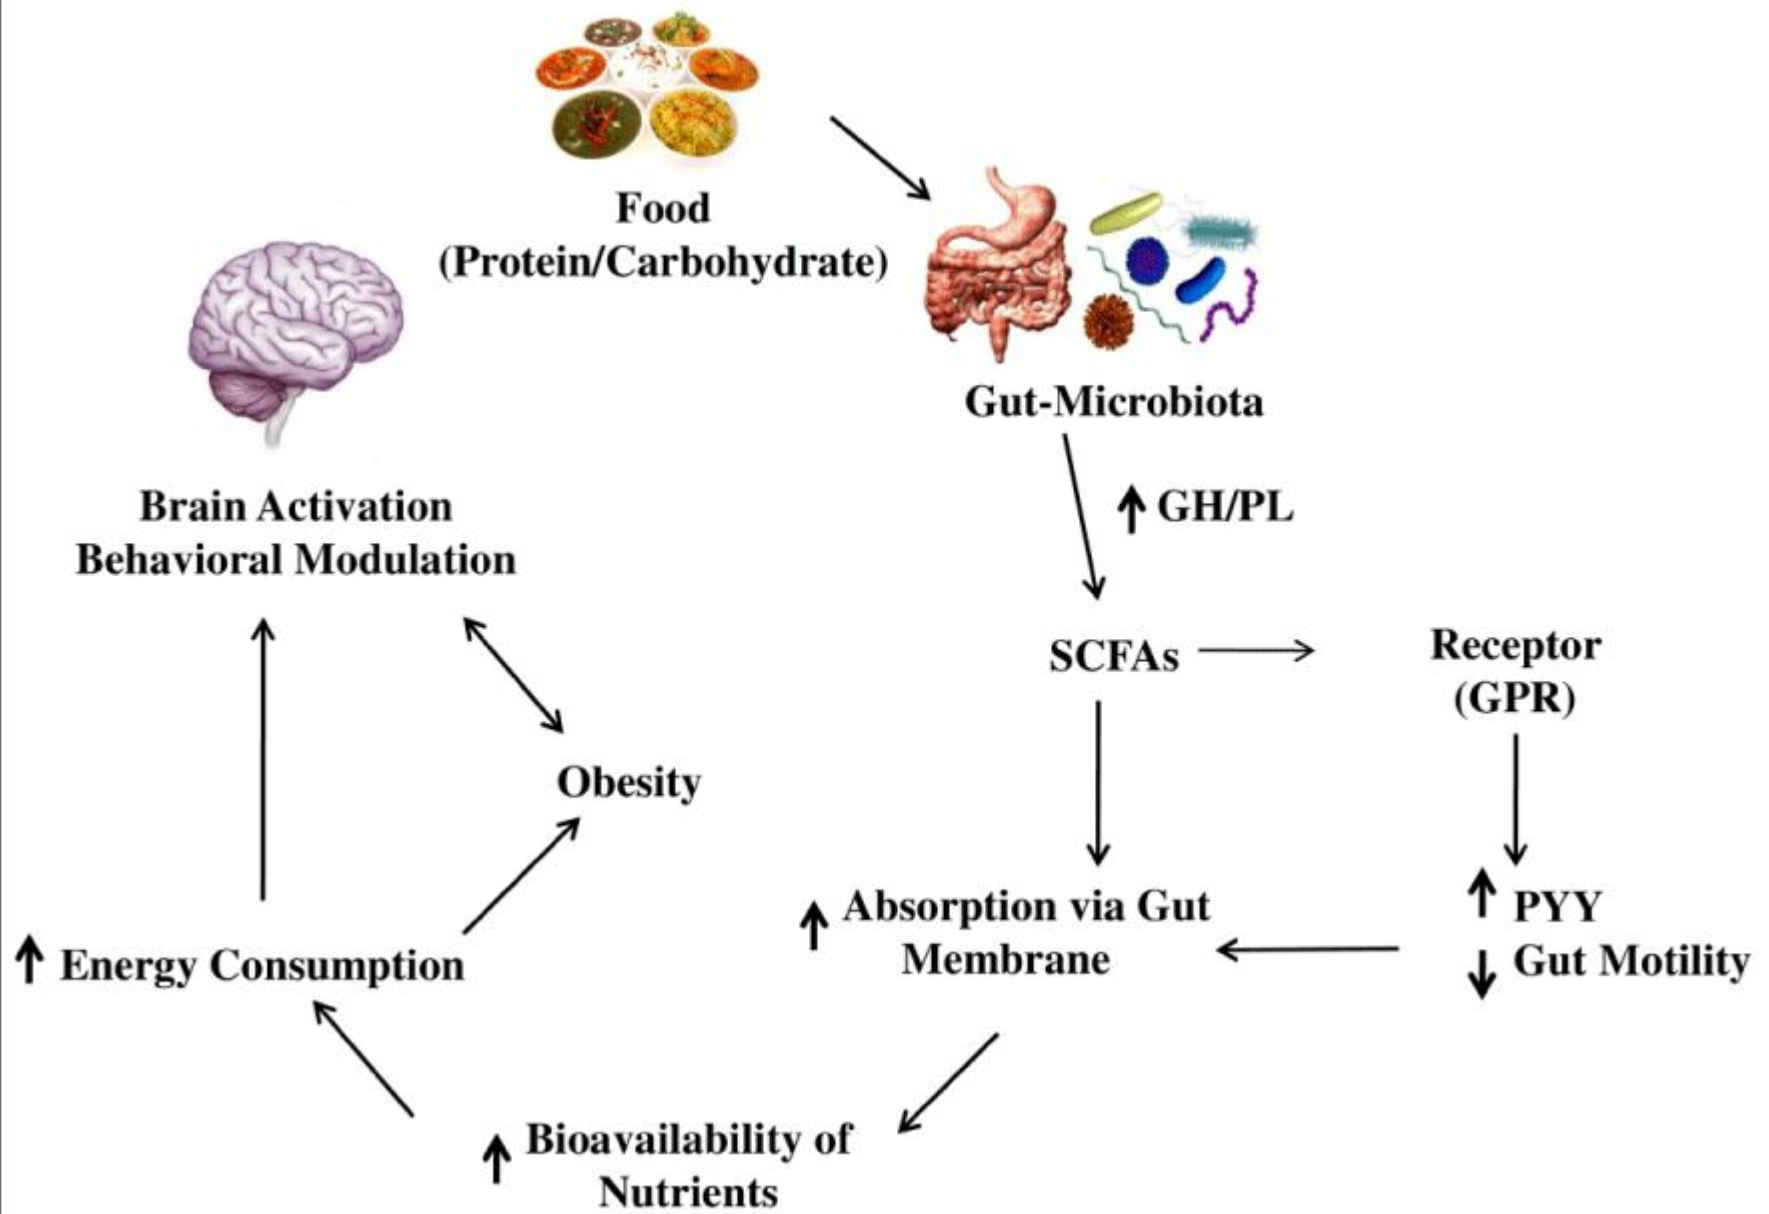 Food
(Protein/Carbohydrate)
Gut-Microbiota
↑ GH/PL
SCFAs
Receptor
(GPR)
↑ PYY
↓ Gut Motility
↑ Absorption via Gut
Membrane
↑ Bioavailability of
Nutrients
↑ Energy Consumption
Obesity
Brain Activation
Behavioral Modulation